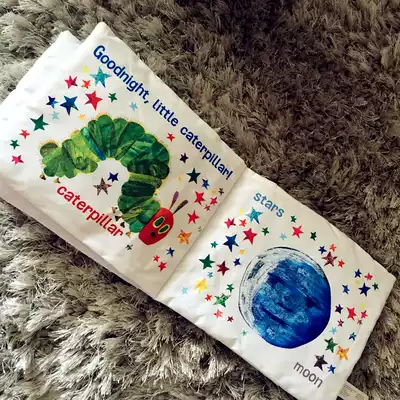 Goodnight, little caterpillar!
caterpillar
stars
moon